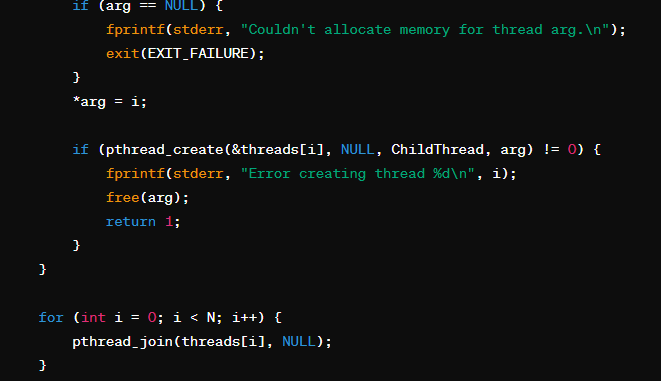 if (arg == NULL) {
fprintf(stderr, "Couldn't allocate memory for thread arg.\n");
exit(EXIT_FAILURE);
}
*arg = i;
if (pthread_create(&threads[i], NULL, ChildThread, arg) != 0) {
fprintf(stderr, "Error creating thread %d\n", i);
free(arg);
return 1;
}
}
for (int i = 0; i < N; i++) {
pthread_join(threads[i], NULL);
}